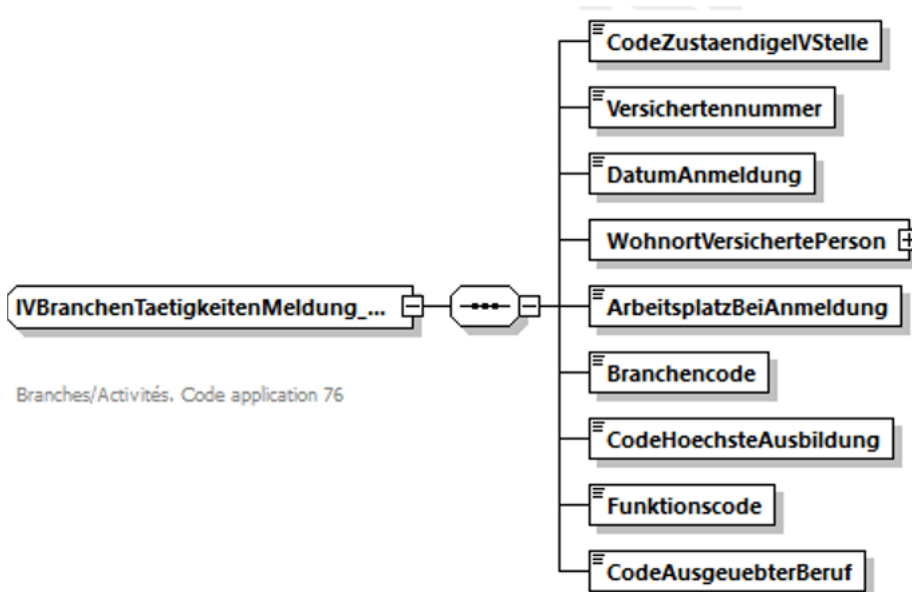 CodeZustaendigeIVStelle
Versichertennummer
DatumAnmeldung
WohnortVersichertePerson
IVBranchenTaetigkeitenMeldung_...
ArbeitsplatzBeiAnmeldung
Branchencode
Branches/Activités. Code application 76
CodeHoechsteAusbildung
Funktionscode
CodeAusgeuebterBeruf